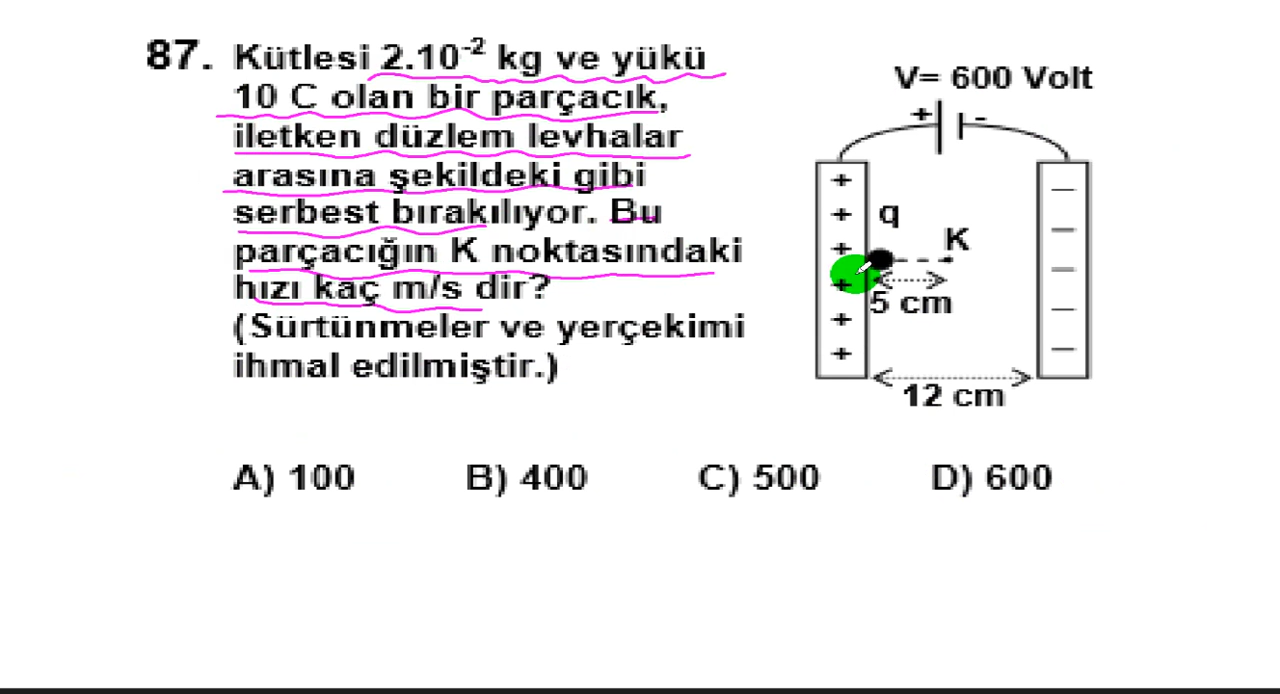 87. Kütlesi 2.10⁻² kg ve yükü
10 C olan bir parçacık,
iletken düzlem levhalar
arasına şekildeki gibi
serbest bırakılıyor. Bu
parçacığın K noktasındaki
hızı kaç m/s dir?
(Sürtünmeler ve yerçekimi
ihmal edilmiştir.)
V= 600 Volt
+ -
+ —
+ q —
+ K —
+ 5 cm —
+ —
+
12 cm
A) 100 B) 400 C) 500 D) 600